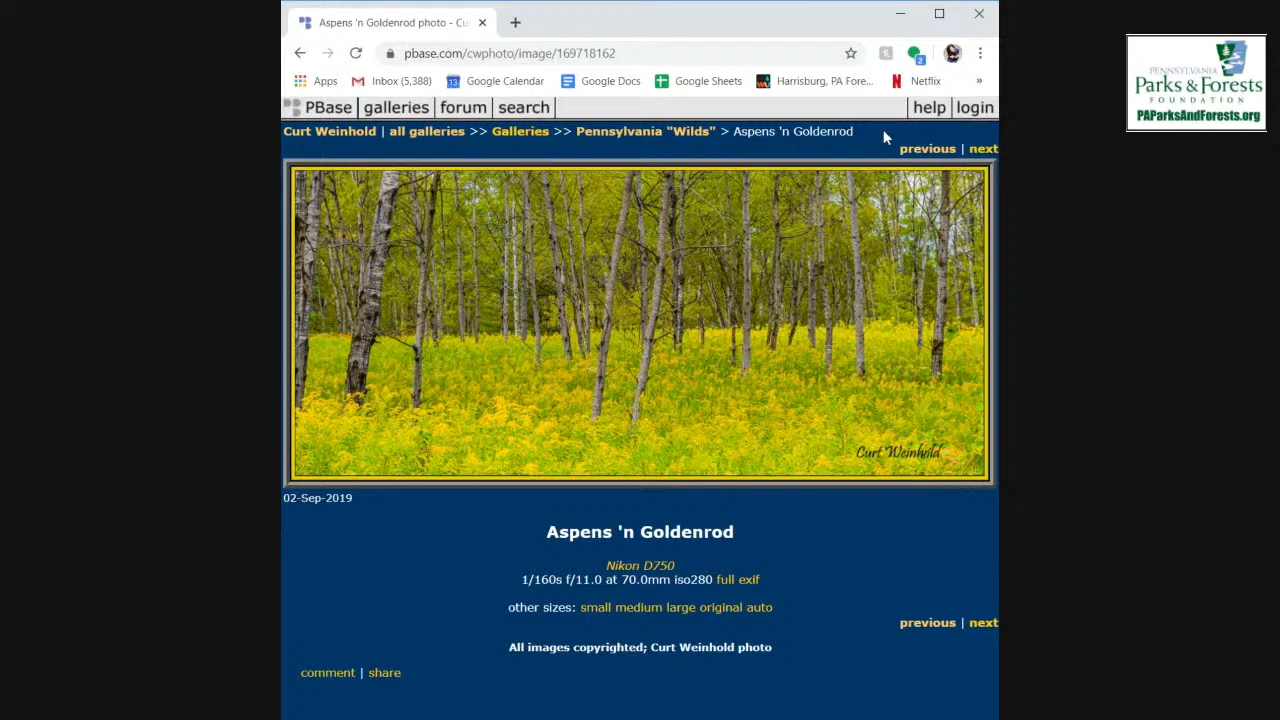 Aspens 'n Goldenrod photo - Cu
pbase.com/cwphoto/image/169718162
2
Apps
Inbox (5,388)
13
Google Calendar
Google Docs
Google Sheets
WU
Harrisburg, PA Fore...
N
Netflix
»
PBase
galleries
forum
search
help
login
Curt Weinhold | all galleries >> Galleries >> Pennsylvania "Wilds" > Aspens 'n Goldenrod
previous | next
Curt Weinhold
02-Sep-2019
Aspens 'n Goldenrod
Nikon D750
1/160s f/11.0 at 70.0mm iso280 full exif
other sizes: small medium large original auto
previous | next
All images copyrighted; Curt Weinhold photo
comment | share
PENNSYLVANIA
Parks & Forests
FOUNDATION
PAParksAndForests.org